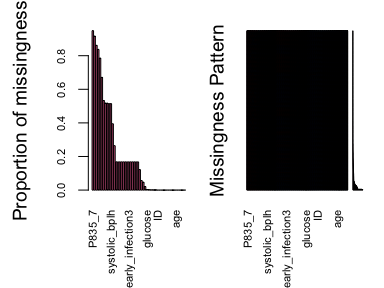 Proportion of missingness
0.0 0.2 0.4 0.6 0.8
P835_7
systolic_bplh
early_infection3
glucose
ID
age
Missingness Pattern
P835_7
systolic_bplh
early_infection3
glucose
ID
age